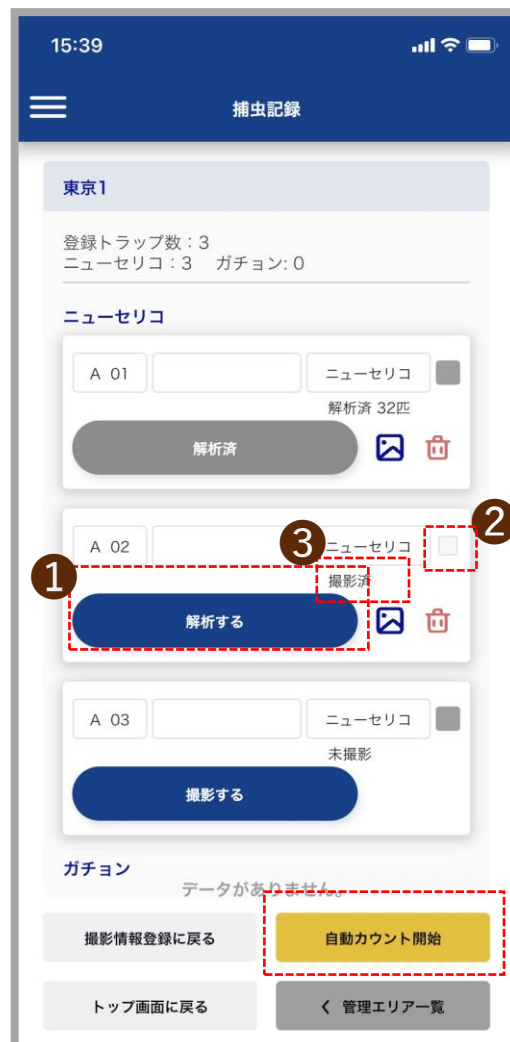 15:39
捕虫記録
東京1
登録トラップ数：3
ニューセリコ：3　ガチョン: 0
ニューセリコ
A 01 ニューセリコ
解析済 32匹
解析済
A 02 ニューセリコ
2
3
撮影済
1
解析する
A 03 ニューセリコ
未撮影
撮影する
ガチョン
データがありません。
撮影情報登録に戻る 自動カウント開始
トップ画面に戻る く 管理エリア一覧